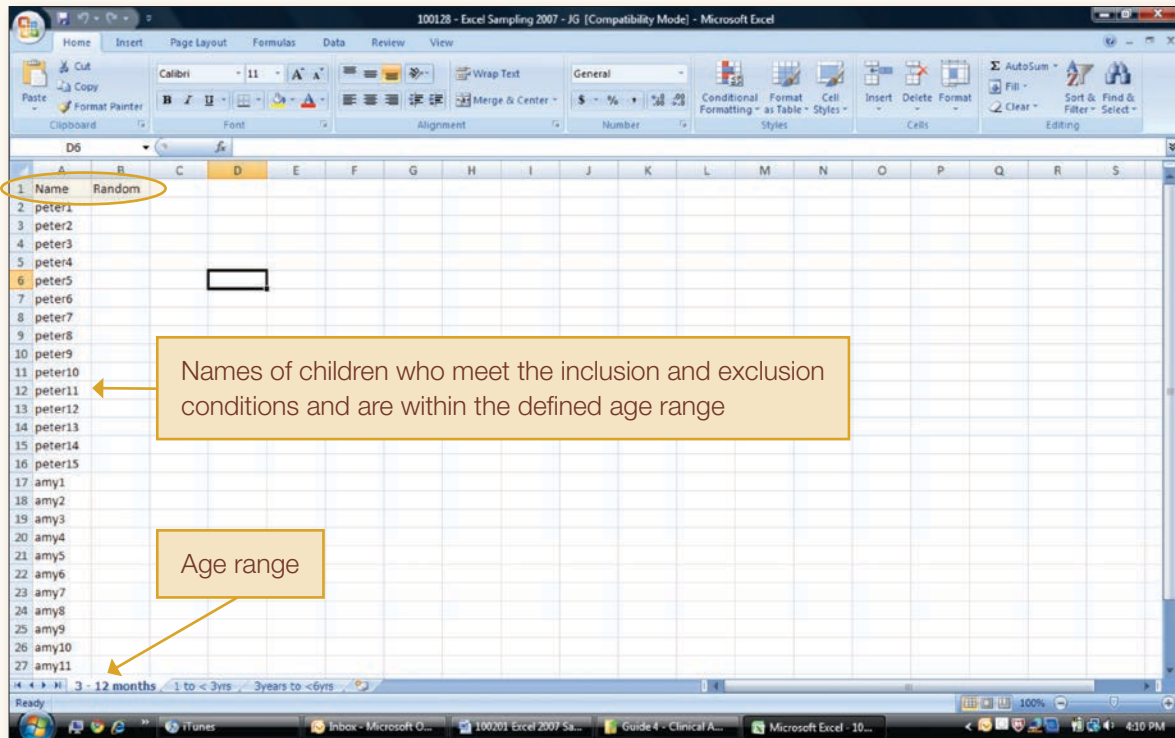 100128 - Excel Sampling 2007 - JG [Compatibility Mode] - Microsoft Excel
Home Insert Page Layout Formulas Data Review View
Paste
Cut
Copy
Format Painter
Clipboard
Calibri 11 A A
B I U A
Font
Wrap Text
Merge & Center
Alignment
General
$ % , .0 .00 .00 .0
Number
Conditional Formatting
Format as Table
Cell Styles
Styles
Insert Delete Format
Cells
Σ AutoSum
Fill
Clear
Sort & Filter
Find & Select
Editing
D6 fx
A B C D E F G H I J K L M N O P Q R S
1 Name Random
2 peter1
3 peter2
4 peter3
5 peter4
6 peter5
7 peter6
8 peter7
9 peter8
10 peter9
11 peter10
12 peter11
13 peter12
14 peter13
15 peter14
16 peter15
17 amy1
18 amy2
19 amy3
20 amy4
21 amy5
22 amy6
23 amy7
24 amy8
25 amy9
26 amy10
27 amy11
Names of children who meet the inclusion and exclusion
conditions and are within the defined age range
Age range
3 - 12 months 1 to < 3yrs 3years to <6yrs
Ready 100%
iTunes Inbox - Microsoft O... 100201 Excel 2007 Sa... Guide 4 - Clinical A... Microsoft Excel - 10... 4:10 PM